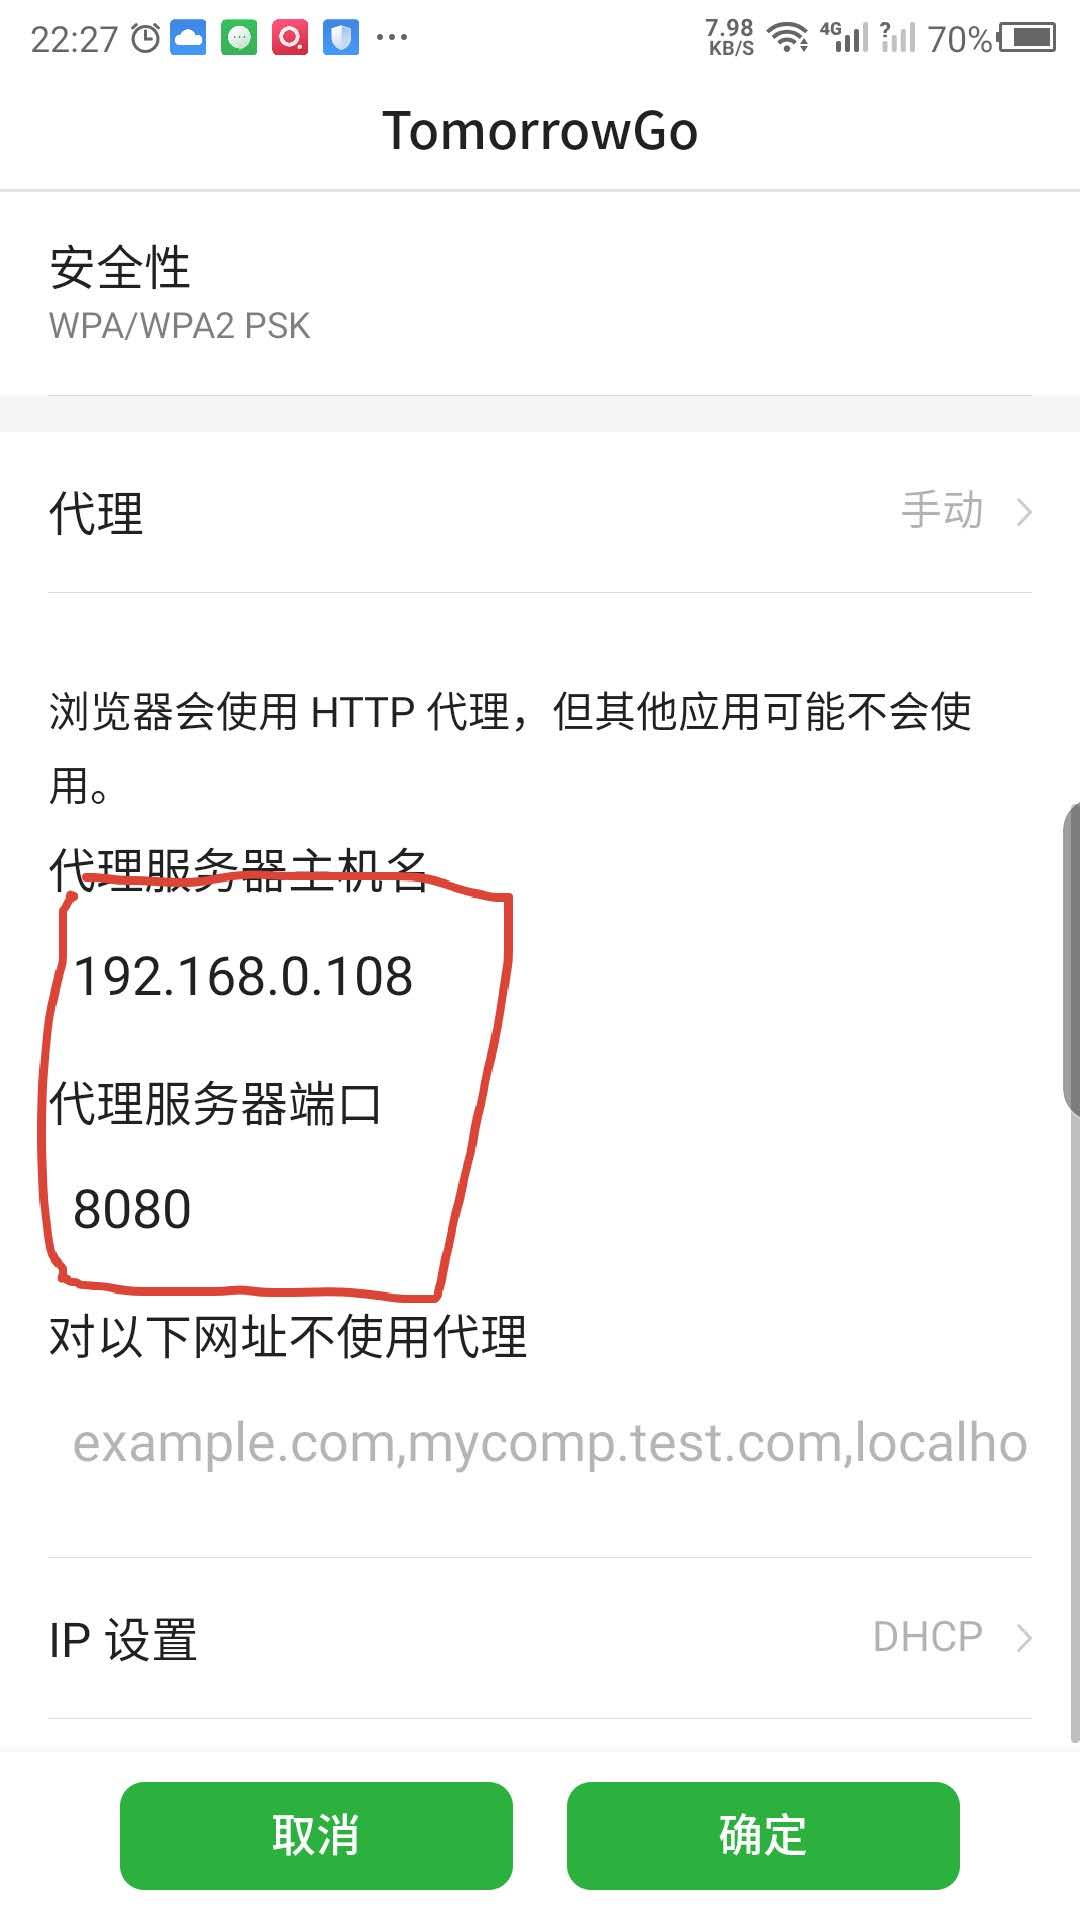 22:27 7.98 KB/S 4G ? 70%
TomorrowGo
安全性
WPA/WPA2 PSK
代理 手动
浏览器会使用 HTTP 代理，但其他应用可能不会使
用。
代理服务器主机名
192.168.0.108
代理服务器端口
8080
对以下网址不使用代理
example.com,mycomp.test.com,localho
IP 设置 DHCP
取消 确定